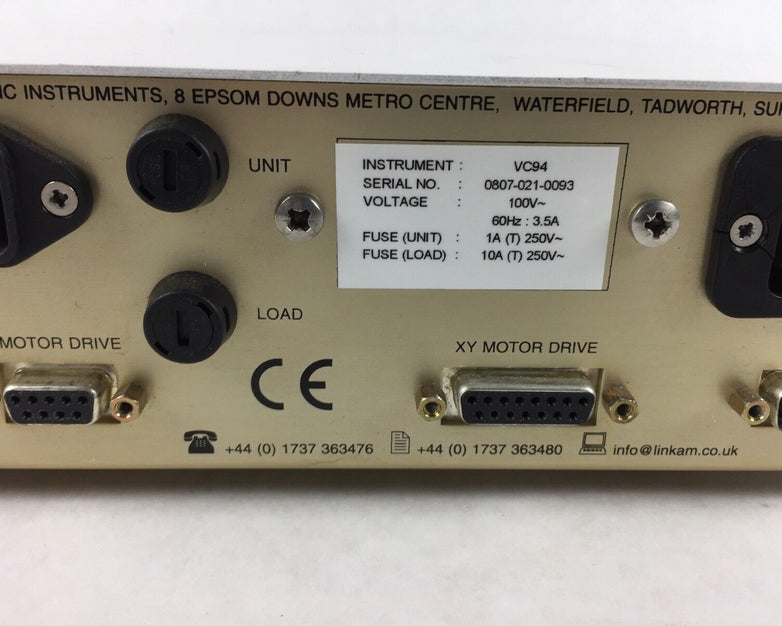 INSTRUMENTS, 8 EPSOM DOWNS METRO CENTRE, WATERFIELD, TADWORTH,
UNIT
INSTRUMENT : VC94
SERIAL NO. : 0807-021-0093
VOLTAGE : 100V~
60Hz : 3.5A
FUSE (UNIT) : 1A (T) 250V~
FUSE (LOAD) : 10A (T) 250V~
LOAD
MOTOR DRIVE
XY MOTOR DRIVE
CE
+44 (0) 1737 363476 +44 (0) 1737 363480 info@linkam.co.uk